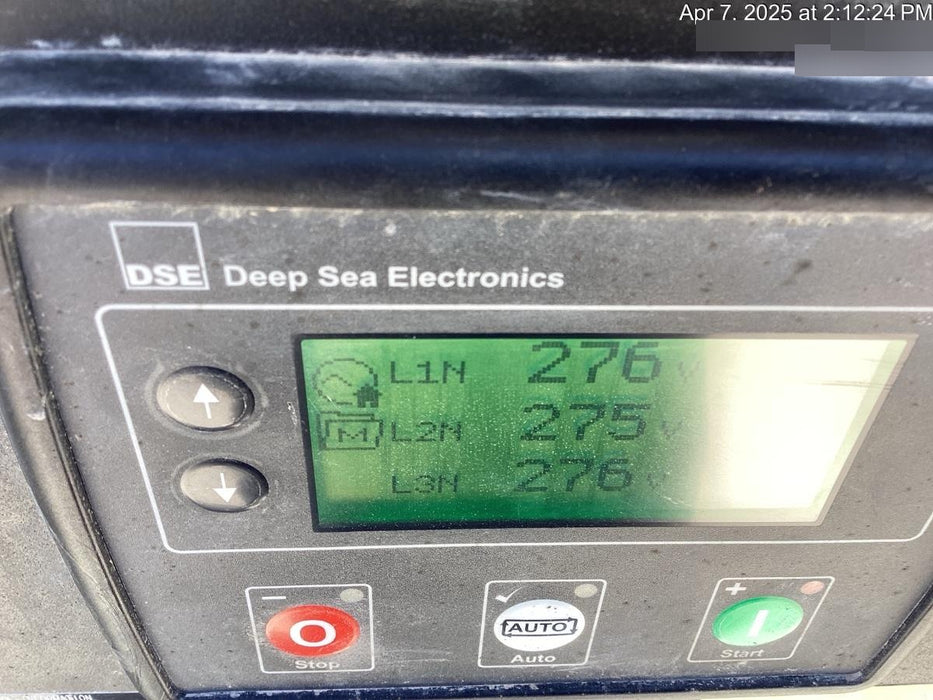 Apr 7. 2025 at 2:12:24 PM
DSE Deep Sea Electronics
L1N 276 V
M L2N 275 V
L3N 276 V
− ✓ +
O AUTO I
Stop Auto Start